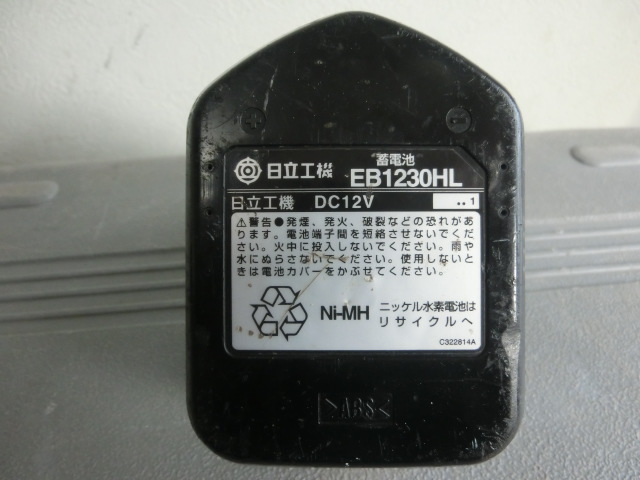 日立工機
蓄電池
EB1230HL
日立工機 DC12V
..1
⚠警告●発煙、発火、破裂などの恐れがあ
ります。電池端子間を短絡させないでくだ
さい。火中に投入しないでください。雨や
水にぬらさないでください。使用しないと
きは電池カバーをかぶせてください。
Ni-MH
ニッケル水素電池は
リサイクルへ
C322814A
>ABS<